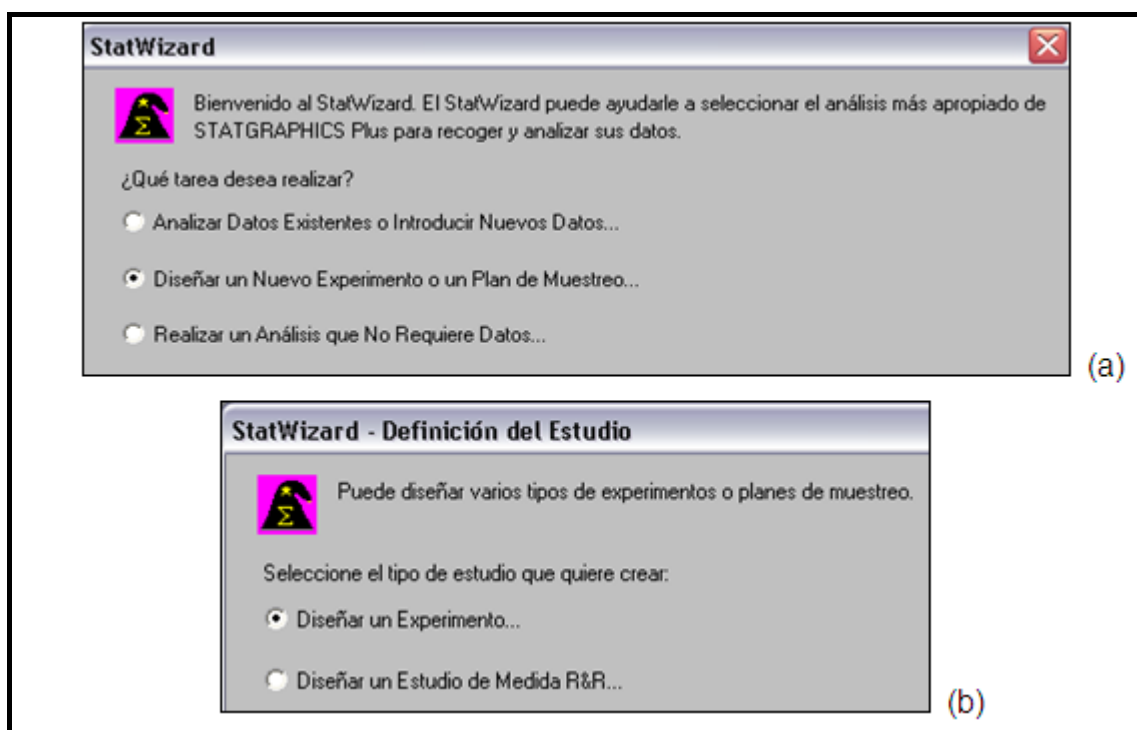 StatWizard
Bienvenido al StatWizard. El StatWizard puede ayudarle a seleccionar el análisis más apropiado de
STATGRAPHICS Plus para recoger y analizar sus datos.
¿Qué tarea desea realizar?
Analizar Datos Existentes o Introducir Nuevos Datos...
Diseñar un Nuevo Experimento o un Plan de Muestreo...
Realizar un Análisis que No Requiere Datos...
(a)
StatWizard - Definición del Estudio
Puede diseñar varios tipos de experimentos o planes de muestreo.
Seleccione el tipo de estudio que quiere crear:
Diseñar un Experimento...
Diseñar un Estudio de Medida R&R...
(b)